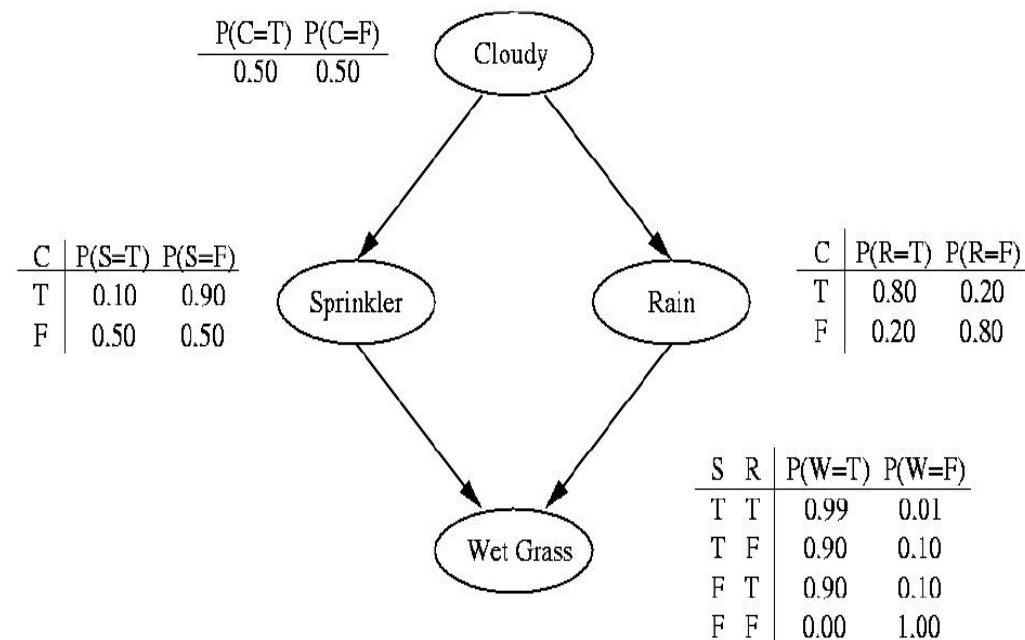 P(C=T) P(C=F)
0.50 0.50
Cloudy
C P(S=T) P(S=F)
T 0.10 0.90
F 0.50 0.50
Sprinkler
Rain
C P(R=T) P(R=F)
T 0.80 0.20
F 0.20 0.80
Wet Grass
S R P(W=T) P(W=F)
T T 0.99 0.01
T F 0.90 0.10
F T 0.90 0.10
F F 0.00 1.00